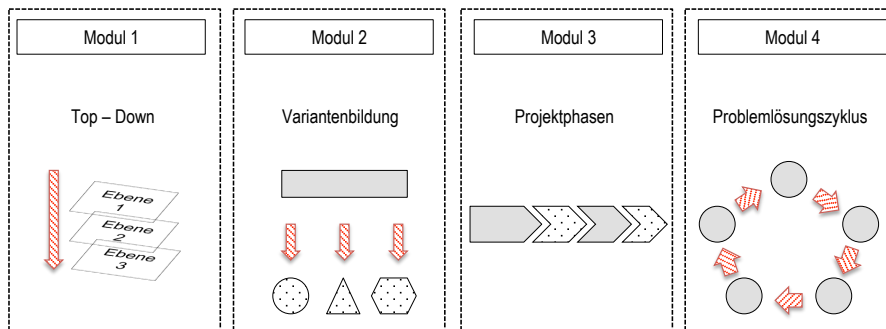 Modul 1
Top – Down
Ebene
1
Ebene
2
Ebene
3
Modul 2
Variantenbildung
Modul 3
Projektphasen
Modul 4
Problemlösungszyklus